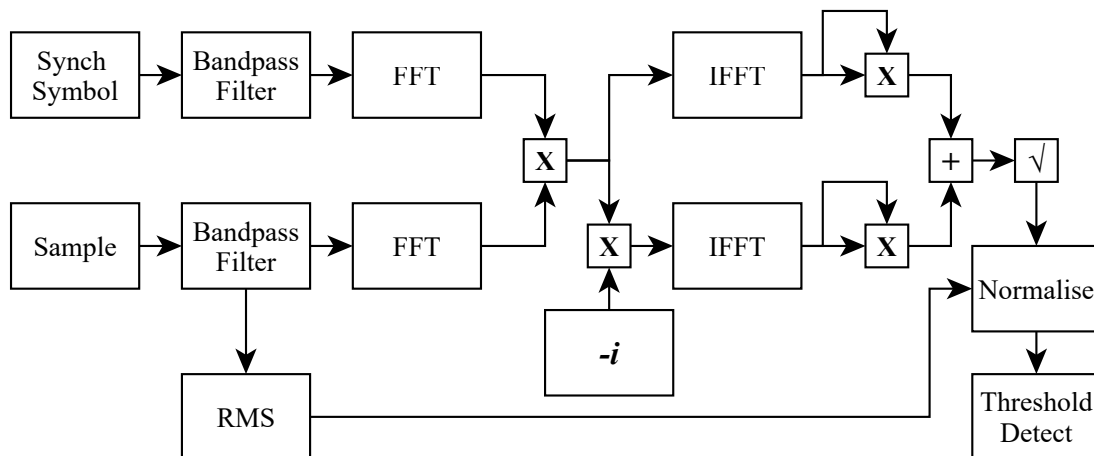 Synch
Symbol
Bandpass
Filter
FFT
X
IFFT
X
+
√
Sample
Bandpass
Filter
FFT
X
IFFT
X
Normalise
-i
RMS
Threshold
Detect